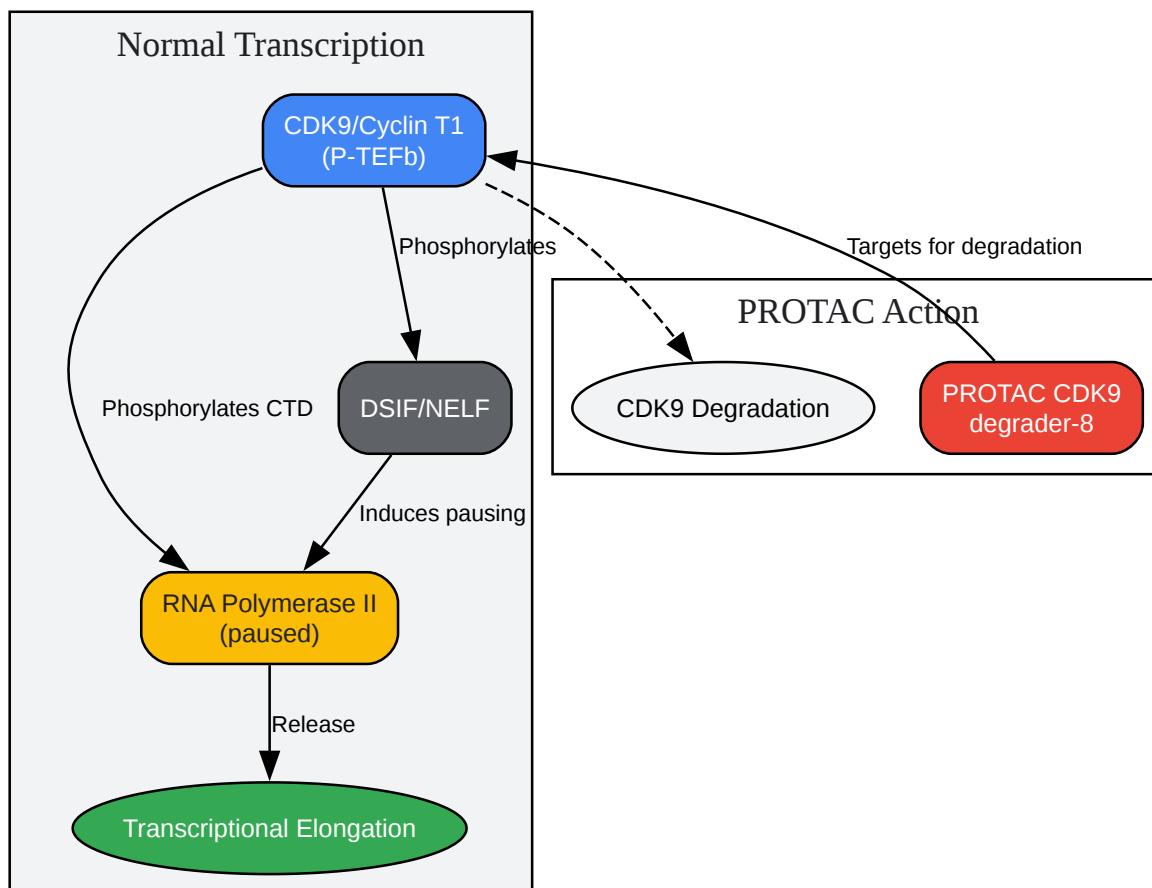 Normal Transcription
CDK9/Cyclin T1
(P-TEFb)
Phosphorylates
Targets for degradation
PROTAC Action
Phosphorylates CTD
DSIF/NELF
CDK9 Degradation
PROTAC CDK9
degrader-8
Induces pausing
RNA Polymerase II
(paused)
Release
Transcriptional Elongation